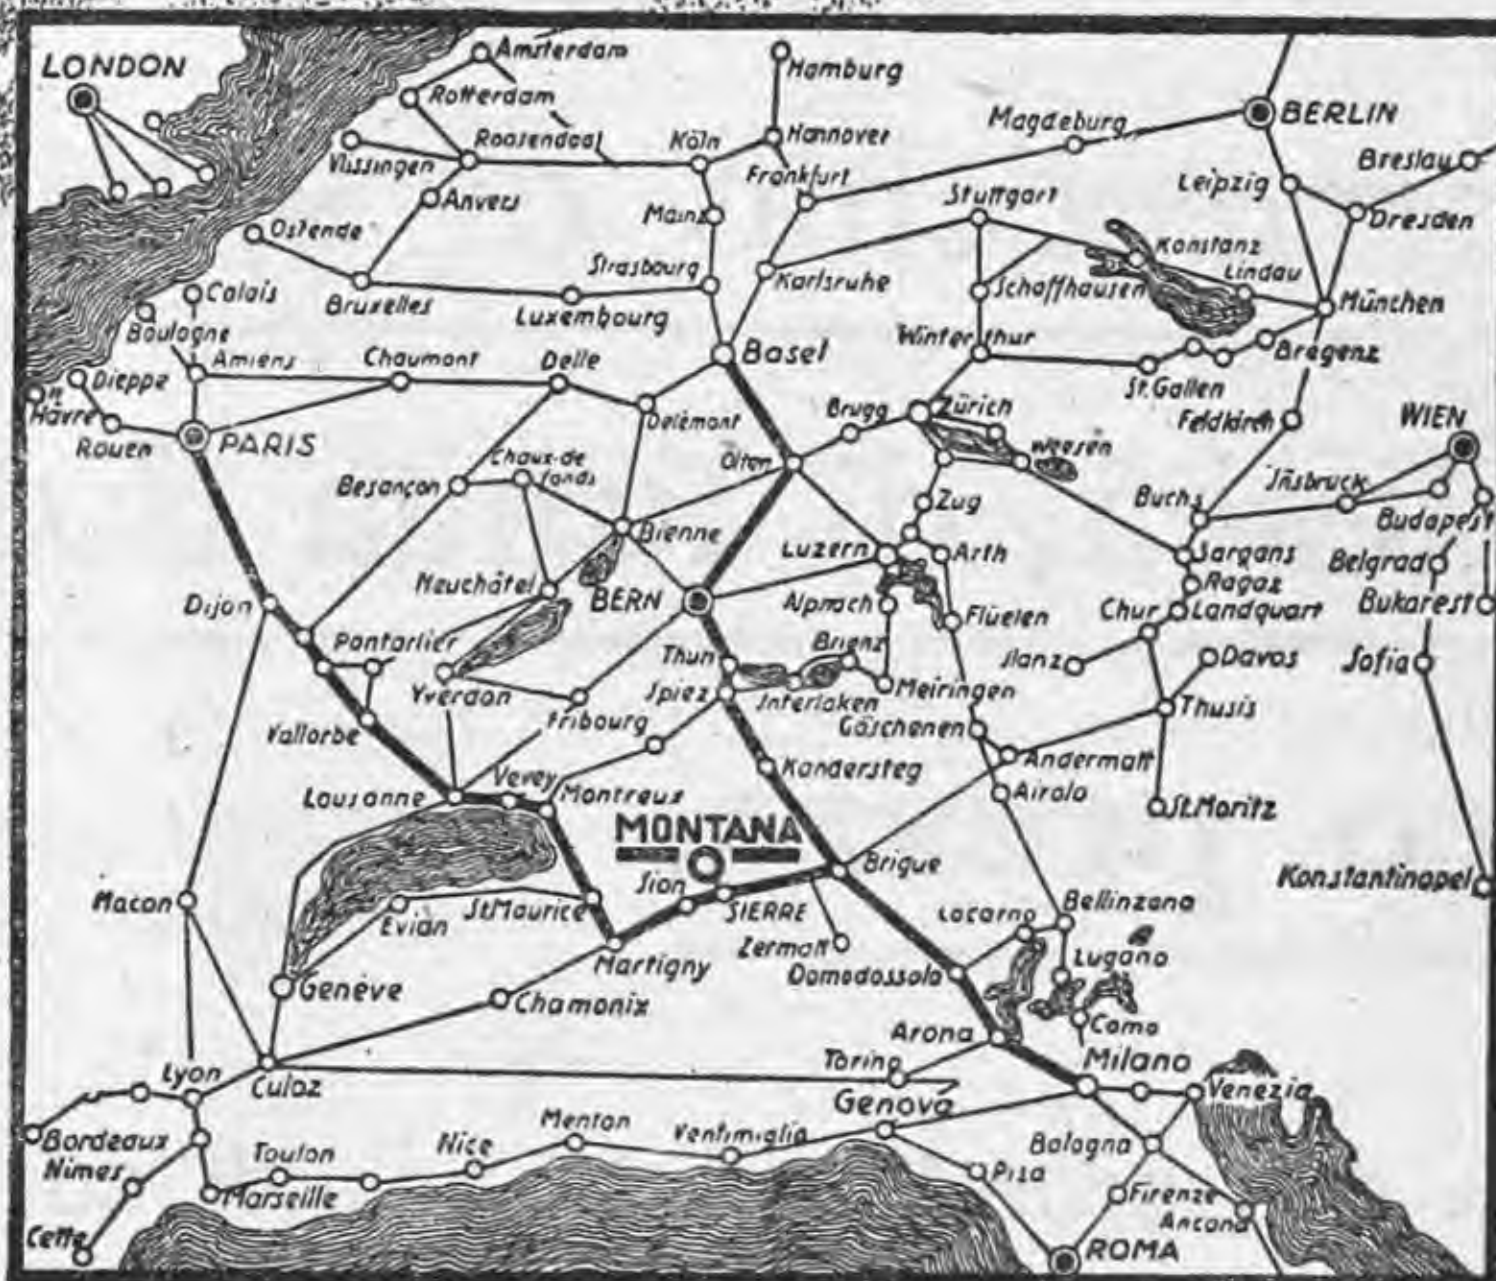 LONDON
Amsterdam
Hamburg
Rotterdam
Magdeburg
BERLIN
Vlissingen
Roosendaal
Köln
Hannover
Breslau
Anvers
Frankfurt
Stuttgart
Leipzig
Ostende
Mainz
Dresden
Konstanz
Calais
Strasbourg
Karlsruhe
Schaffhausen
Lindau
München
Boulogne
Bruxelles
Luxembourg
Winterthur
Amiens
Chaumont
Delle
Basel
Bregenz
Dieppe
St.Gallen
Hâvre
Rouen
PARIS
Delémont
Brugg
Zürich
Feldkirch
WIEN
Chaux-de
fonds
Olten
Weesen
Besançon
Zug
Buchs
Jñsbruck
Budapest
Bienne
Luzern
Arth
Sargans
Belgrad
Neuchâtel
BERN
Ragaz
Dijon
Alpnach
Flüelen
Chur
Landquart
Bukarest
Pontarlier
Thun
Brienz
Jlanz
Davos
Sofia
Yverdon
Spiez
Interlaken
Meiringen
Vallorbe
Fribourg
Göschenen
Thusis
Andermatt
Kandersteg
Lausanne
Vevey
Montreux
Airolo
St.Moritz
MONTANA
Brigue
Konstantinopel
Macon
Evian
St.Maurice
Sion
SIERRE
Locarno
Bellinzona
Zermatt
Martigny
Domodossola
Lugano
Genève
Chamonix
Arona
Como
Lyon
Culoz
Torino
Milano
Venezia
Genova
Bordeaux
Nimes
Toulon
Nice
Menton
Ventimiglia
Bologna
Marseille
Pisa
Firenze
Ancona
Cette
ROMA